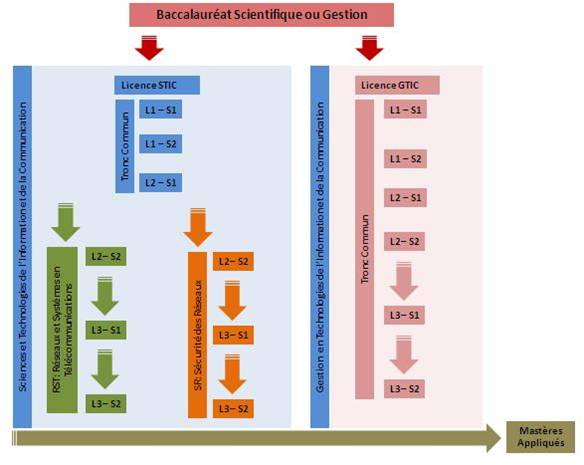 Baccalauréat Scientifique ou Gestion
Sciences et Technologies de l'Information et de la Communication
Licence STIC
Tronc Commun
L1 – S1
L1 – S2
L2 – S1
RST: Réseaux et Systèmes en
Télécommunications
L2– S2
L3– S1
L3– S2
SR: Sécurité des Réseaux
L2– S2
L3– S1
L3– S2
Gestion en Technologies de l'Information et de la Communication
Licence GTIC
Tronc Commun
L1 – S1
L1 – S2
L2 – S1
L2– S2
L3– S1
L3– S2
Mastères
Appliqués